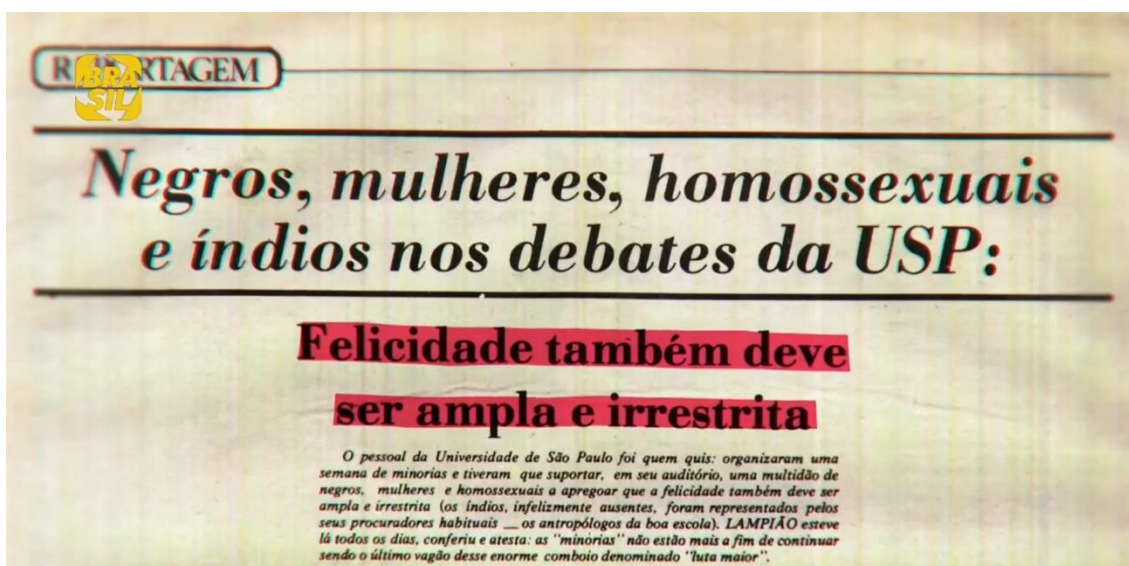 REPORTAGEM
BRA
SIL
Negros, mulheres, homossexuais
e índios nos debates da USP:
Felicidade também deve
ser ampla e irrestrita
O pessoal da Universidade de São Paulo foi quem quis: organizaram uma
semana de minorias e tiveram que suportar, em seu auditório, uma multidão de
negros, mulheres e homossexuais a apregoar que a felicidade também deve ser
ampla e irrestrita (os índios, infelizmente ausentes, foram representados pelos
seus procuradores habituais __ os antropólogos da boa escola). LAMPIÃO esteve
lá todos os dias, conferiu e atesta: as "minorias" não estão mais a fim de continuar
sendo o último vagão desse enorme comboio denominado "luta maior".